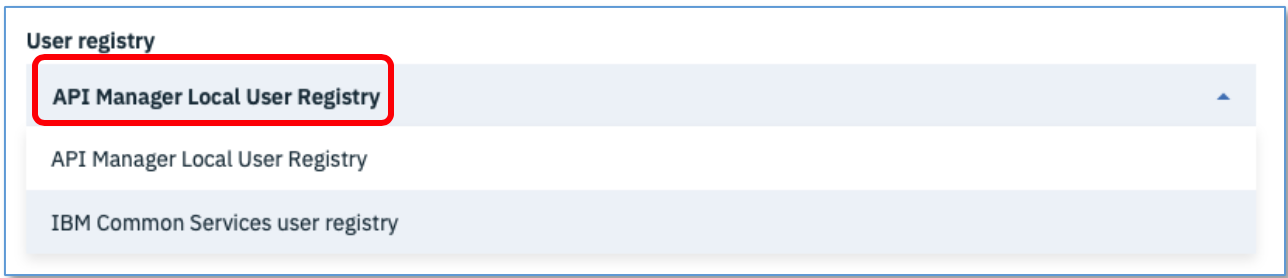 User registry
API Manager Local User Registry
API Manager Local User Registry
IBM Common Services user registry